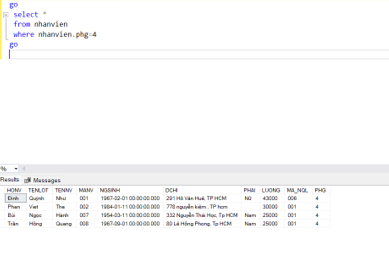 go
select *
from nhanvien
where nhanvien.phg=4
go
%
Results Messages
HONV TENLOT TENNV MANV NGSINH DCHI PHAI LUONG MA_NQL PHG
Đinh Quỳnh Như 001 1967-02-01 00:00:00.000 291 Hồ Văn Huê, TP HCM Nữ 43000 006 4
Phan Viet The 002 1984-01-11 00:00:00.000 778 nguyễn kiệm , TP hcm 30000 001 4
Bùi Ngọc Hành 007 1954-03-11 00:00:00.000 332 Nguyễn Thái Học, Tp HCM Nam 25000 001 4
Trần Hồng Quang 008 1967-09-01 00:00:00.000 80 Lê Hồng Phong, Tp HCM Nam 25000 001 4